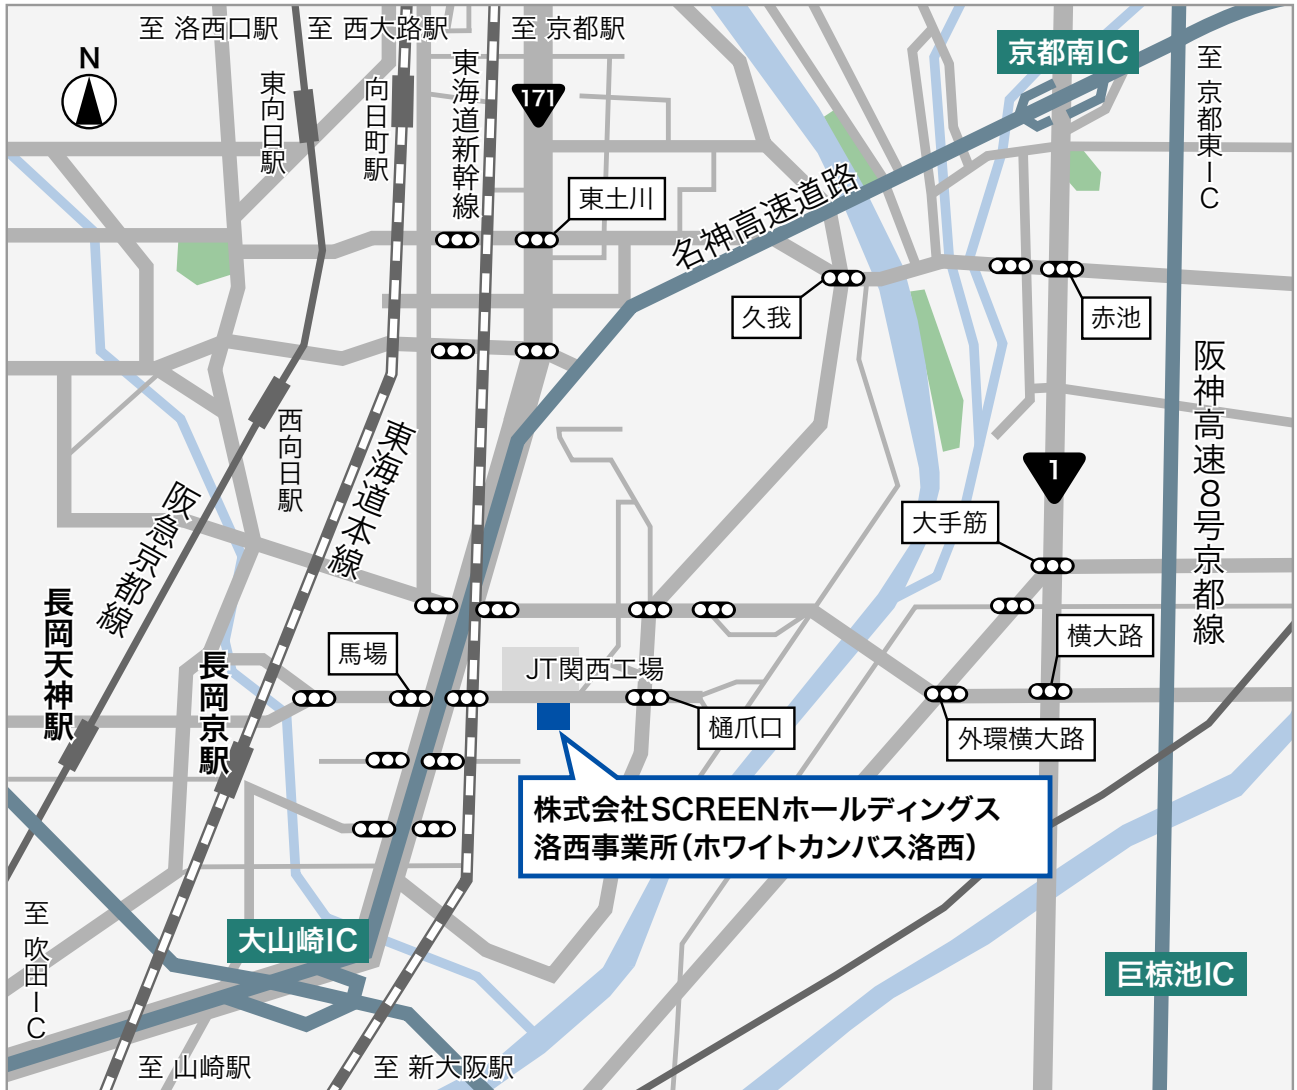 至 洛西口駅
至 西大路駅
至 京都駅
N
東向日駅
向日町駅
東海道新幹線
171
京都南IC
至 京都東IC
東土川
名神高速道路
久我
赤池
阪神高速8号京都線
西向日駅
東海道本線
阪急京都線
1
大手筋
長岡天神駅
長岡京駅
馬場
JT関西工場
樋爪口
横大路
外環横大路
株式会社SCREENホールディングス
洛西事業所(ホワイトカンバス洛西)
大山崎IC
巨椋池IC
至 吹田IC
至 山崎駅
至 新大阪駅